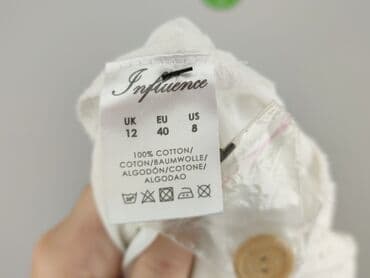 Influence
UK EU US
12 40 8
100% COTTON/
COTON/BAUMWOLLE/
ALGODÓN/COTONE/
ALGODAO